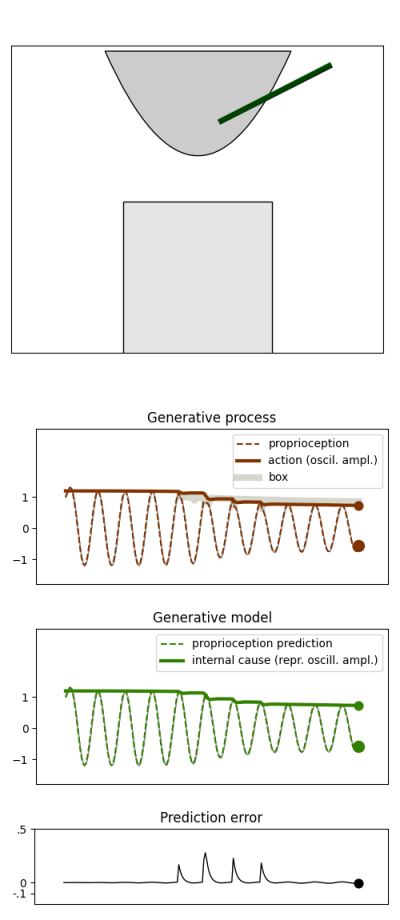 Generative process
proprioception
action (oscil. ampl.)
box
1
0
−1
Generative model
proprioception prediction
internal cause (repr. oscill. ampl.)
1
0
−1
Prediction error
.5
0
-.1